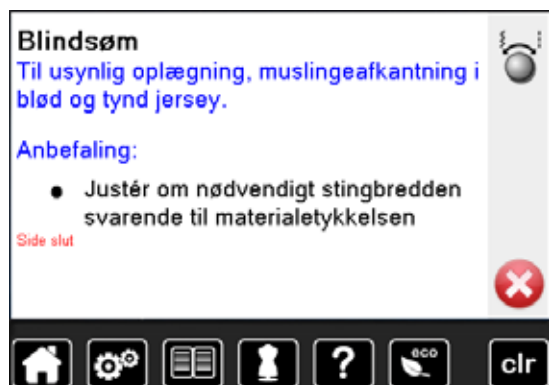 Blindsøm
Til usynlig oplægning, muslingeafkantning i
blød og tynd jersey.
Anbefaling:
• Justér om nødvendigt stingbredden
svarende til materialetykkelsen
Side slut
?
eco
clr